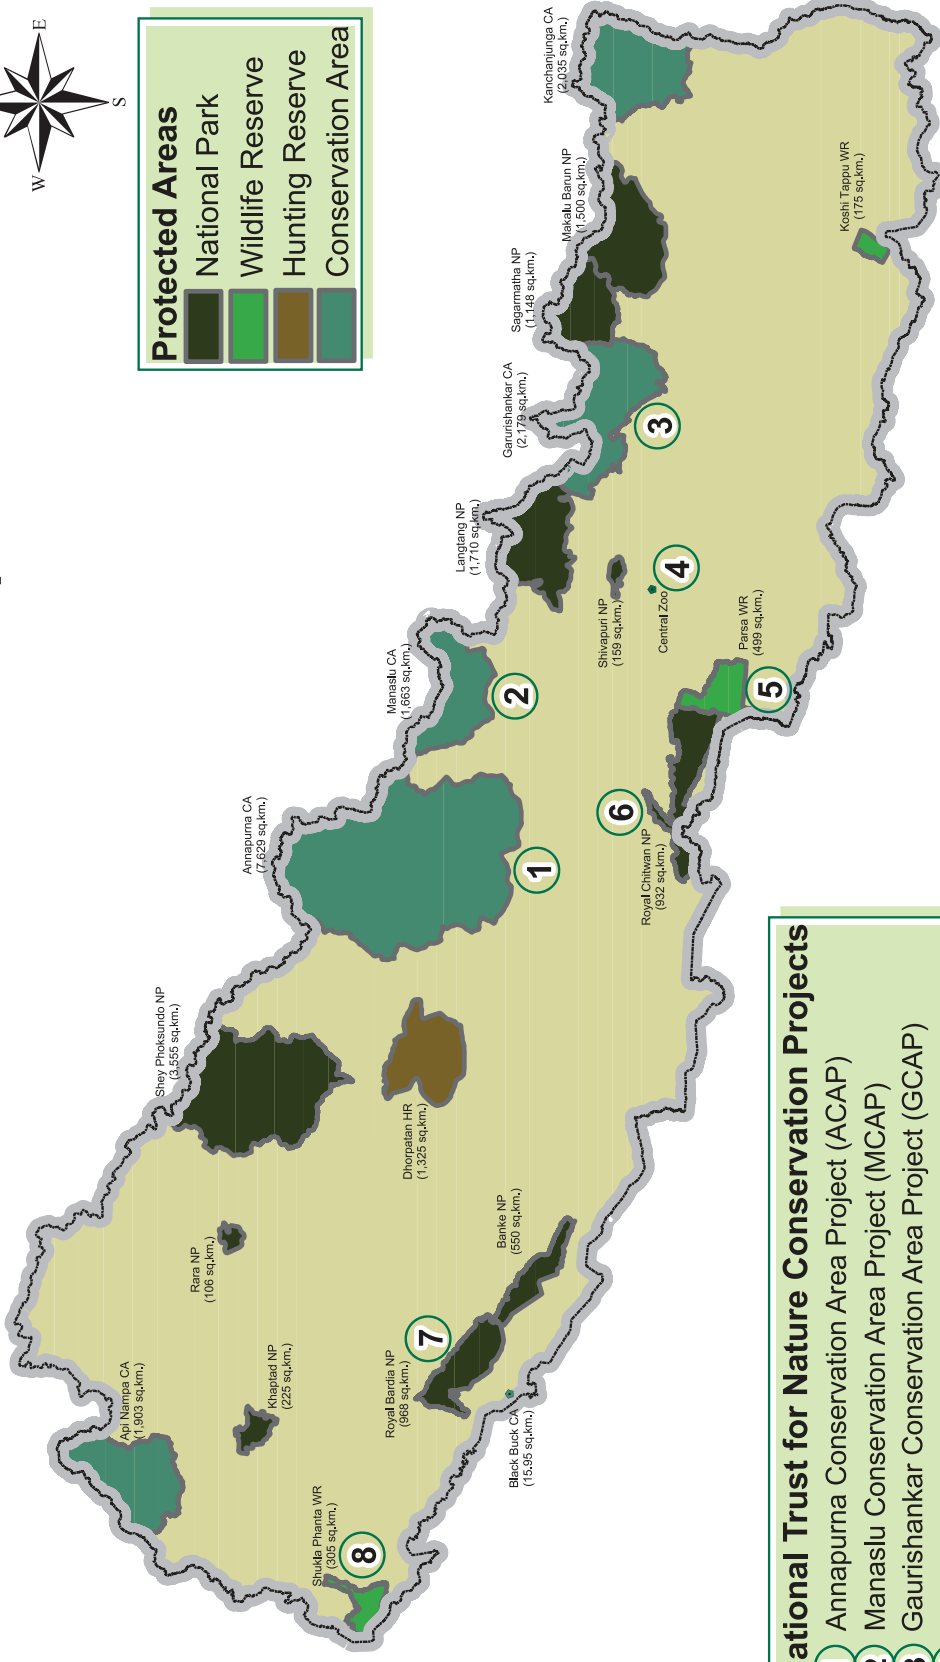 W
E
S
Protected Areas
National Park
Wildlife Reserve
Hunting Reserve
Conservation Area
Api Nampa CA
(1,903 sq.km.)
Khaptad NP
(225 sq.km.)
Rara NP
(106 sq.km.)
Shey Phoksundo NP
(3,555 sq.km.)
Shukla Phanta WR
(305 sq.km.)
8
Royal Bardia NP
(968 sq.km.)
7
Black Buck CA
(15.95 sq.km.)
Banke NP
(550 sq.km.)
Dhorpatan HR
(1,325 sq.km.)
Annapurna CA
(7,629 sq.km.)
1
Manaslu CA
(1,663 sq.km.)
2
Langtang NP
(1,710 sq.km.)
Shivapuri NP
(159 sq.km.)
Central Zoo
4
Royal Chitwan NP
(932 sq.km.)
6
Parsa WR
(499 sq.km.)
5
Garurishankar CA
(2,179 sq.km.)
3
Sagarmatha NP
(1,148 sq.km.)
Makalu Barun NP
(1,500 sq.km.)
Kanchanjunga CA
(2,035 sq.km.)
Koshi Tappu WR
(175 sq.km.)
ational Trust for Nature Conservation Projects
Annapurna Conservation Area Project (ACAP)
2 Manaslu Conservation Area Project (MCAP)
3 Gaurishankar Conservation Area Project (GCAP)